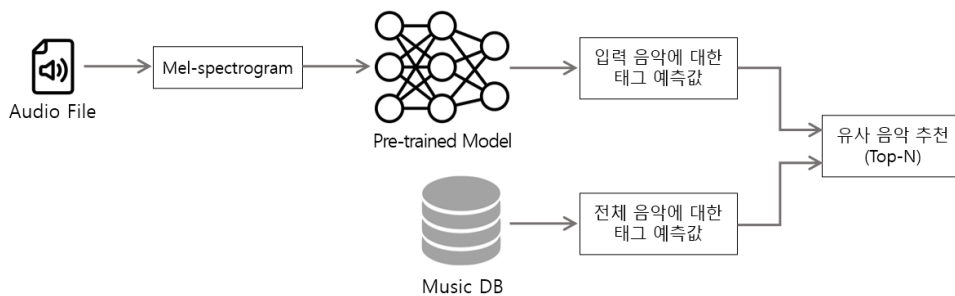 Audio File
Mel-spectrogram
Pre-trained Model
입력 음악에 대한
태그 예측값
Music DB
전체 음악에 대한
태그 예측값
유사 음악 추천
(Top-N)